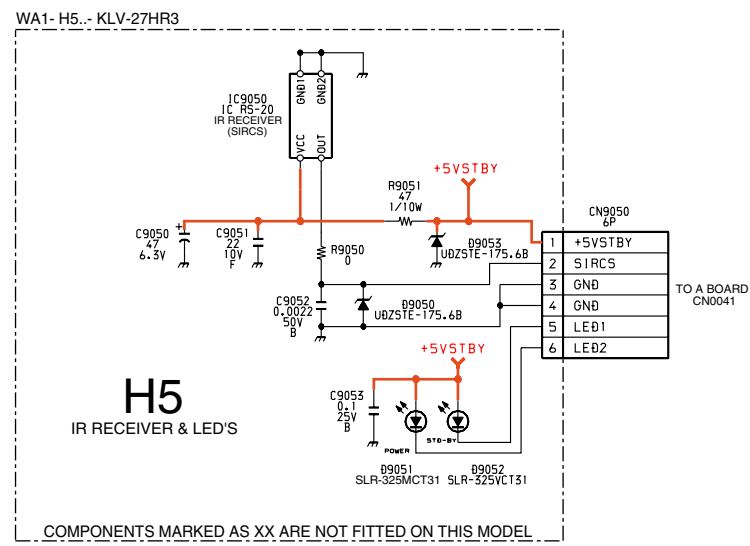 WA1- H5..- KLV-27HR3
GND1
GND2
IC9050
IC RS-20
IR RECEIVER
(SIRCS)
VCC
OUT
+5VSTBY
R9051
47
1/10W
CN9050
6P
C9050
47
6.3V
C9051
22
10V
F
R9050
0
D9053
UDZSTE-175.6B
1 +5VSTBY
2 SIRCS
3 GND
4 GND
5 LED1
6 LED2
TO A BOARD
CN0041
C9052
0.0022
50V
B
D9050
UDZSTE-175.6B
+5VSTBY
H5
IR RECEIVER & LED'S
C9053
0.1
25V
B
POWER
STD-BY
D9051
SLR-325MCT31
D9052
SLR-325VCT31
COMPONENTS MARKED AS XX ARE NOT FITTED ON THIS MODEL